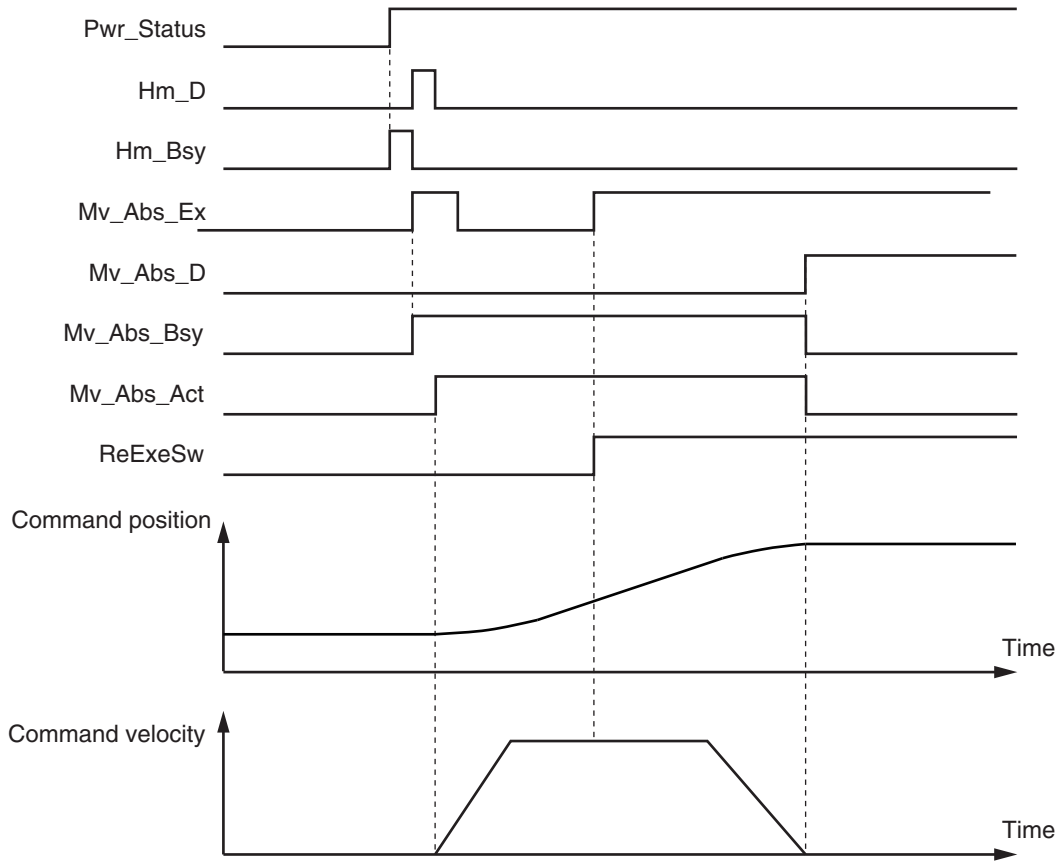 Pwr_Status
Hm_D
Hm_Bsy
Mv_Abs_Ex
Mv_Abs_D
Mv_Abs_Bsy
Mv_Abs_Act
ReExeSw
Command position
Time
Command velocity
Time